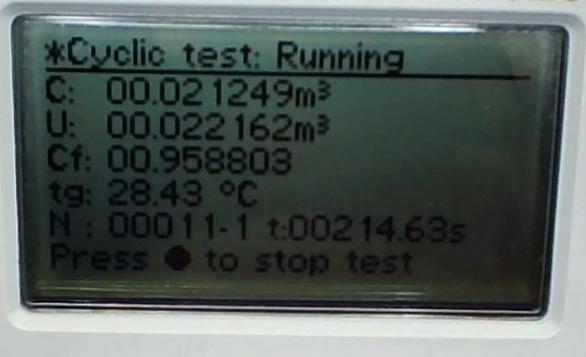 *Cyclic test: Running
C: 00.021249m³
U: 00.022162m³
Cf: 00.958803
tg: 28.43 °C
N : 00011-1 t:00214.63s
Press ● to stop test